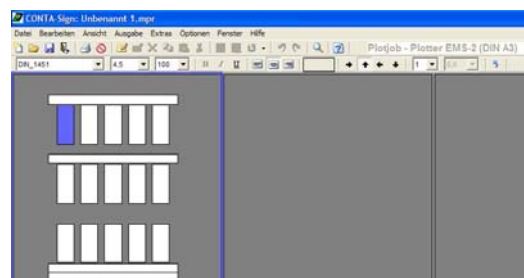 CONTA-Sign: Unbenannt 1.mpr
Datei Bearbeiten Ansicht Ausgabe Extras Optionen Fenster Hilfe
Plotjob - Plotter EMS-2 (DIN A3)
DIN_1451 4.5 100 U 1